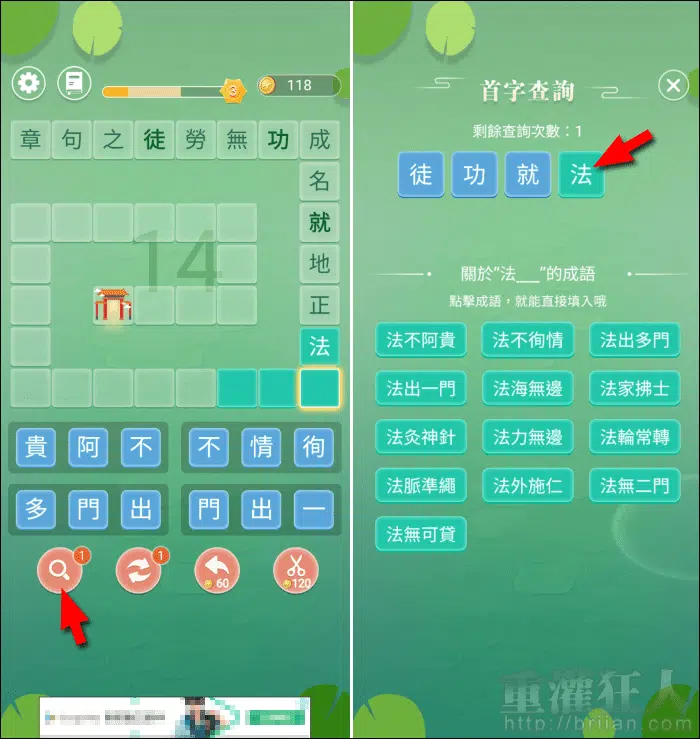 3
118
章句之徒勞無功成
名
就
14
地
正
法
貴 阿 不 不 情 徇
多 門 出 門 出 一
1
1
60
120
首字查詢
剩餘查詢次數：1
徒 功 就 法
關於"法___"的成語
點擊成語，就能直接填入哦
法不阿貴 法不徇情 法出多門
法出一門 法海無邊 法家拂士
法灸神針 法力無邊 法輪常轉
法脈準繩 法外施仁 法無二門
法無可貸
重灌狂人
http://briian.com